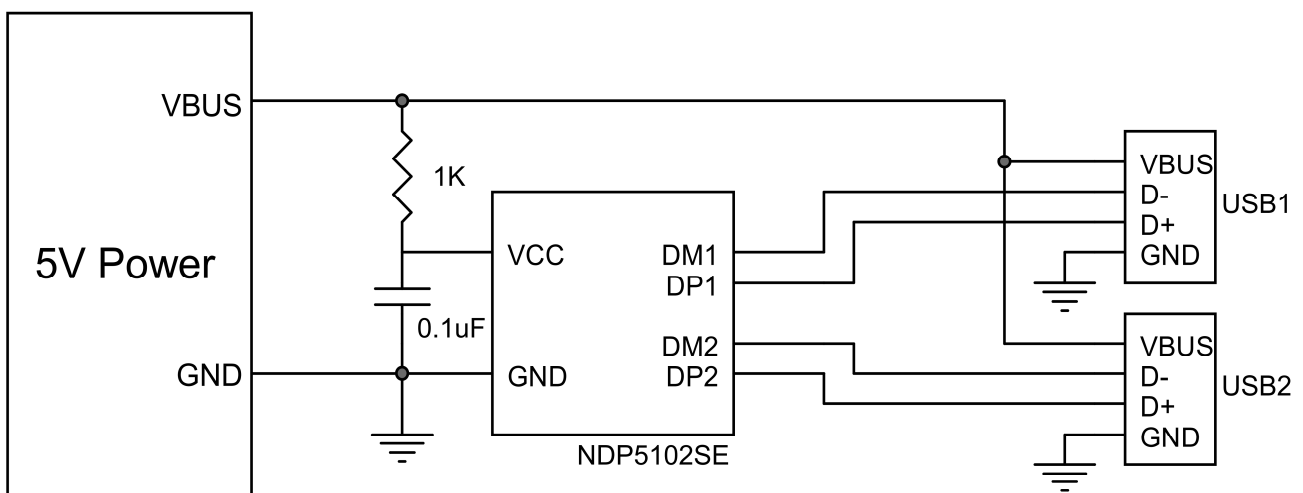 5V Power
VBUS
GND
1K
0.1uF
VCC
GND
DM1
DP1
DM2
DP2
NDP5102SE
VBUS
D-
D+
GND
USB1
VBUS
D-
D+
GND
USB2